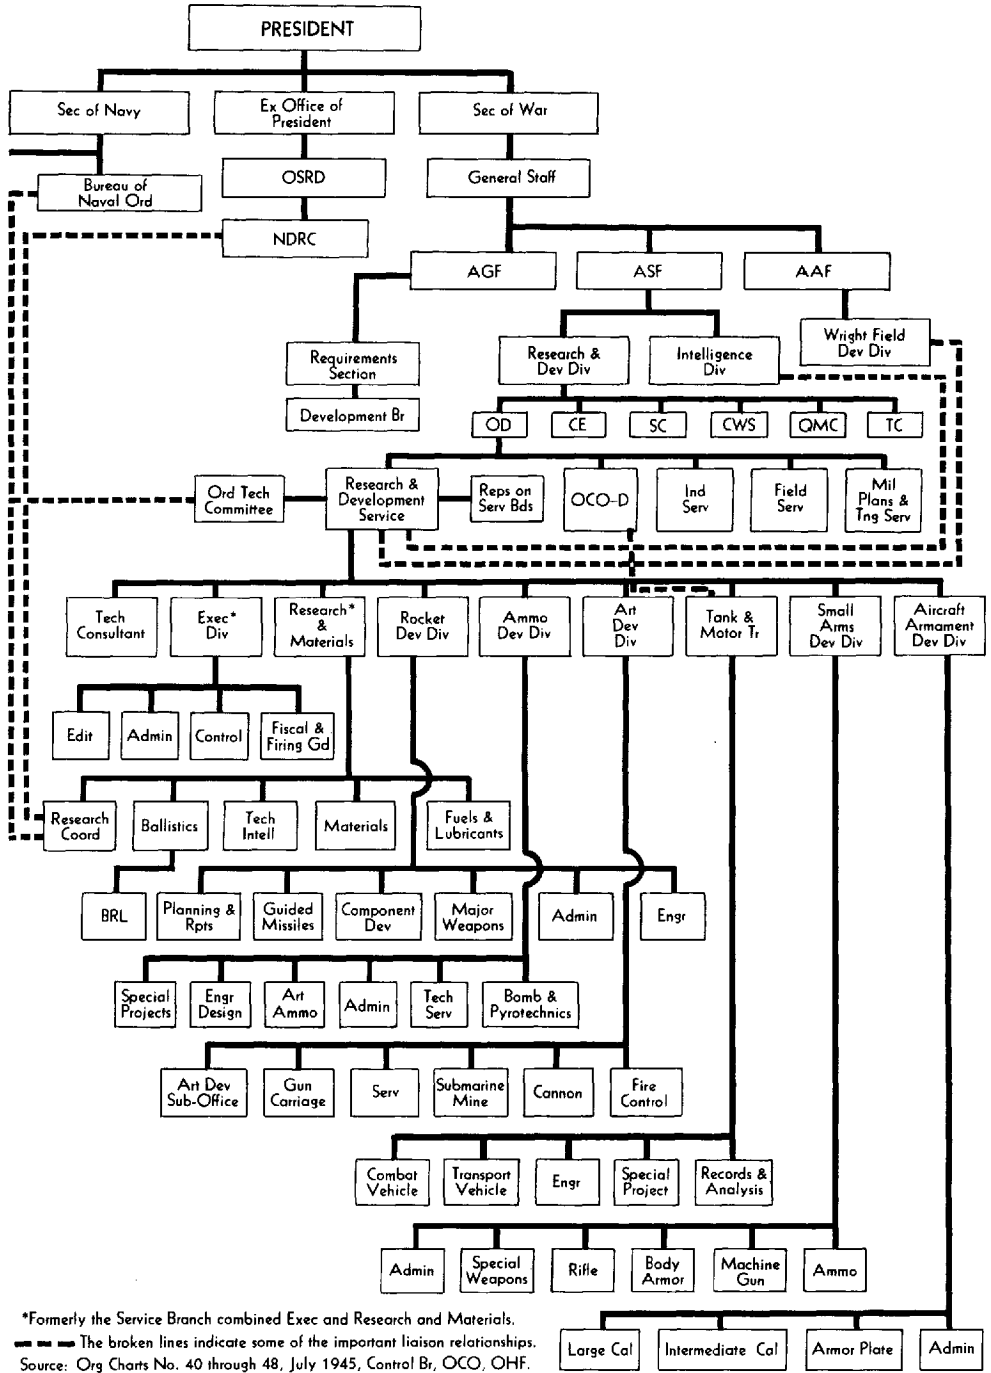 PRESIDENT
Sec of Navy
Ex Office of
President
Sec of War
Bureau of
Naval Ord
OSRD
General Staff
NDRC
AGF
ASF
AAF
Requirements
Section
Research &
Dev Div
Intelligence
Div
Wright Field
Dev Div
Development Br
OD
CE
SC
CWS
QMC
TC
Ord Tech
Committee
Research &
Development
Service
Reps on
Serv Bds
OCO-D
Ind
Serv
Field
Serv
Mil
Plans &
Tng Serv
Tech
Consultant
Exec*
Div
Research*
&
Materials
Rocket
Dev Div
Ammo
Dev Div
Art
Dev
Div
Tank &
Motor Tr
Small
Arms
Dev Div
Aircraft
Armament
Dev Div
Edit
Admin
Control
Fiscal &
Firing Gd
Research
Coord
Ballistics
Tech
Intell
Materials
Fuels &
Lubricants
BRL
Planning &
Rpts
Guided
Missiles
Component
Dev
Major
Weapons
Admin
Engr
Special
Projects
Engr
Design
Art
Ammo
Admin
Tech
Serv
Bomb &
Pyrotechnics
Art Dev
Sub-Office
Gun
Carriage
Serv
Submarine
Mine
Cannon
Fire
Control
Combat
Vehicle
Transport
Vehicle
Engr
Special
Project
Records &
Analysis
Admin
Special
Weapons
Rifle
Body
Armor
Machine
Gun
Ammo
Large Cal
Intermediate Cal
Armor Plate
Admin
*Formerly the Service Branch combined Exec and Research and Materials.
The broken lines indicate some of the important liaison relationships.
Source: Org Charts No. 40 through 48, July 1945, Control Br, OCO, OHF.